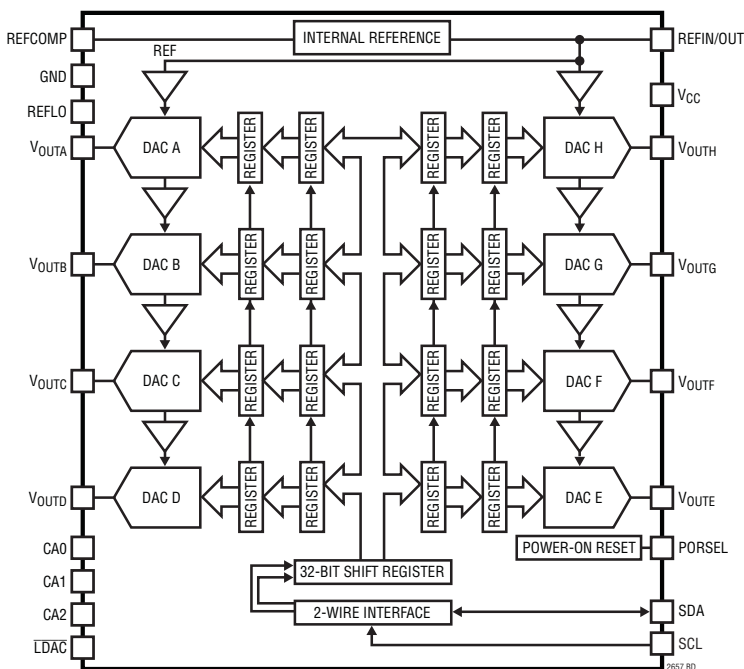 REFCOMP
INTERNAL REFERENCE
REFIN/OUT
REF
GND
VCC
REFLO
VOUTA
DAC A
REGISTER
REGISTER
REGISTER
REGISTER
DAC H
VOUTH
VOUTB
DAC B
REGISTER
REGISTER
REGISTER
REGISTER
DAC G
VOUTG
VOUTC
DAC C
REGISTER
REGISTER
REGISTER
REGISTER
DAC F
VOUTF
VOUTD
DAC D
REGISTER
REGISTER
REGISTER
REGISTER
DAC E
VOUTE
CA0
POWER-ON RESET
PORSEL
CA1
32-BIT SHIFT REGISTER
CA2
2-WIRE INTERFACE
SDA
LDAC
SCL
2657 BD